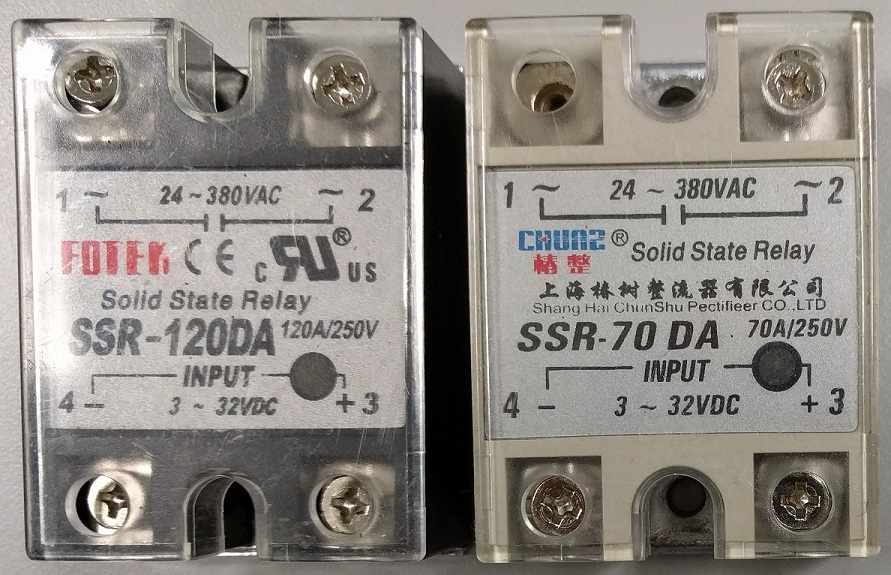 1 ~ 24 ~ 380VAC ~ 2
FOTEK CE c RU ® US
Solid State Relay
SSR-120DA 120A/250V
INPUT
4 - 3 ~ 32VDC + 3
1 ~ 24 ~ 380VAC ~ 2
CHUNZ ® Solid State Relay
椿整
上海椿树整流器有限公司
Shang Hai ChunShu Pectifieer CO.,LTD
SSR-70 DA 70A/250V
INPUT
4 - 3 ~ 32VDC + 3